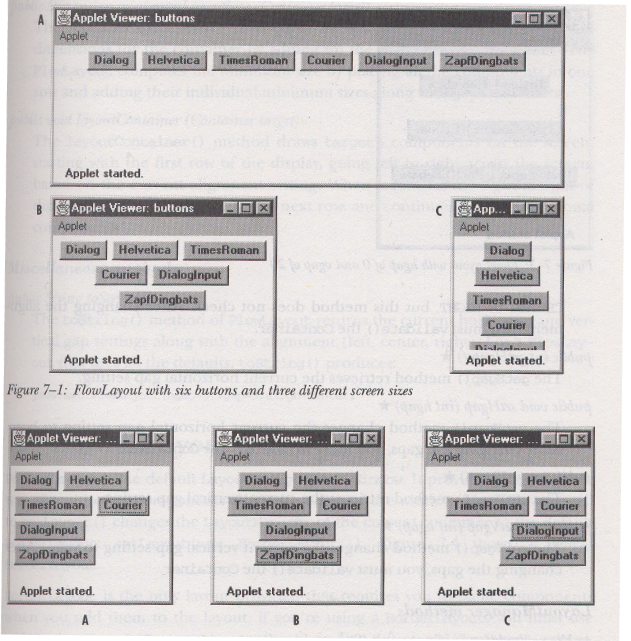 A
Applet Viewer: buttons
Applet
Dialog Helvetica TimesRoman Courier DialogInput ZapfDingbats
Applet started.
B
Applet Viewer: buttons
Applet
Dialog Helvetica TimesRoman
Courier DialogInput
ZapfDingbats
Applet started.
C
App...
Applet
Dialog
Helvetica
TimesRoman
Courier
DialogInput
Applet started.
Figure 7–1: FlowLayout with six buttons and three different screen sizes
Applet Viewer: ...
Applet
Dialog Helvetica
TimesRoman Courier
DialogInput
ZapfDingbats
Applet started.
A
Applet Viewer: ...
Applet
Dialog Helvetica
TimesRoman Courier
DialogInput
ZapfDingbats
Applet started.
B
Applet Viewer: ...
Applet
Dialog Helvetica
TimesRoman Courier
DialogInput
ZapfDingbats
Applet started.
C